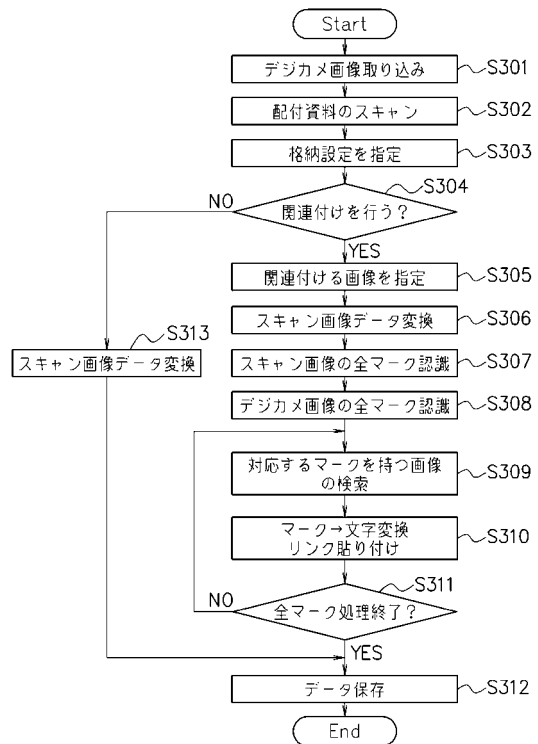 Start
デジカメ画像取り込み
S301
配付資料のスキャン
S302
格納設定を指定
S303
S304
NO
関連付けを行う?
YES
関連付ける画像を指定
S305
スキャン画像データ変換
S306
S313
スキャン画像データ変換
スキャン画像の全マーク認識
S307
デジカメ画像の全マーク認識
S308
対応するマークを持つ画像
の検索
S309
マーク→文字変換
リンク貼り付け
S310
S311
NO
全マーク処理終了?
YES
データ保存
S312
End